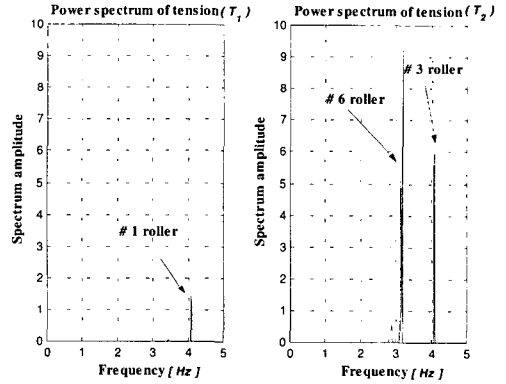 Power spectrum of tension (T1)
10
9
8
7
6
5
4
3
2
1
0
Spectrum amplitude
# 1 roller
0 1 2 3 4 5
Frequency [ Hz ]
Power spectrum of tension (T2)
10
9
8
7
6
5
4
3
2
1
0
Spectrum amplitude
# 3 roller
# 6 roller
0 1 2 3 4 5
Frequency [ Hz ]